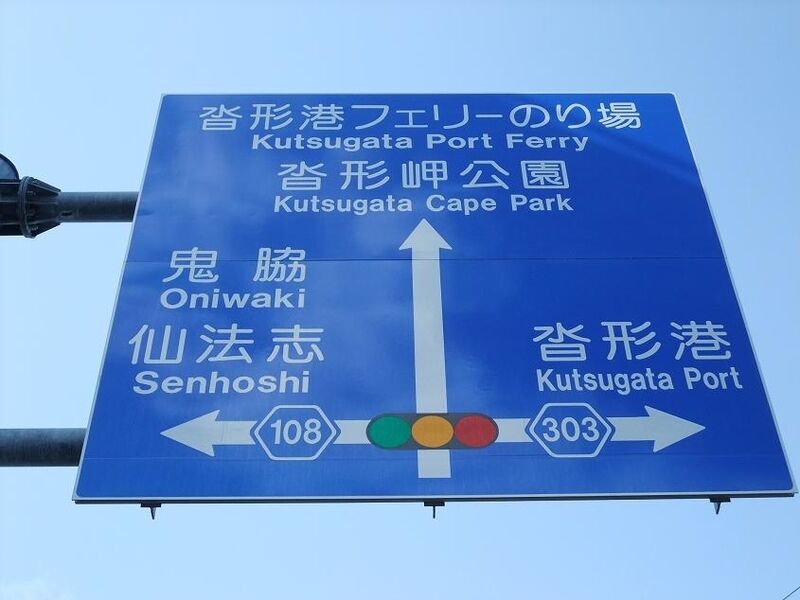 沓形港フェリーのり場
Kutsugata Port Ferry
沓形岬公園
Kutsugata Cape Park
鬼脇
Oniwaki
仙法志
Senhoshi
沓形港
Kutsugata Port
108
303